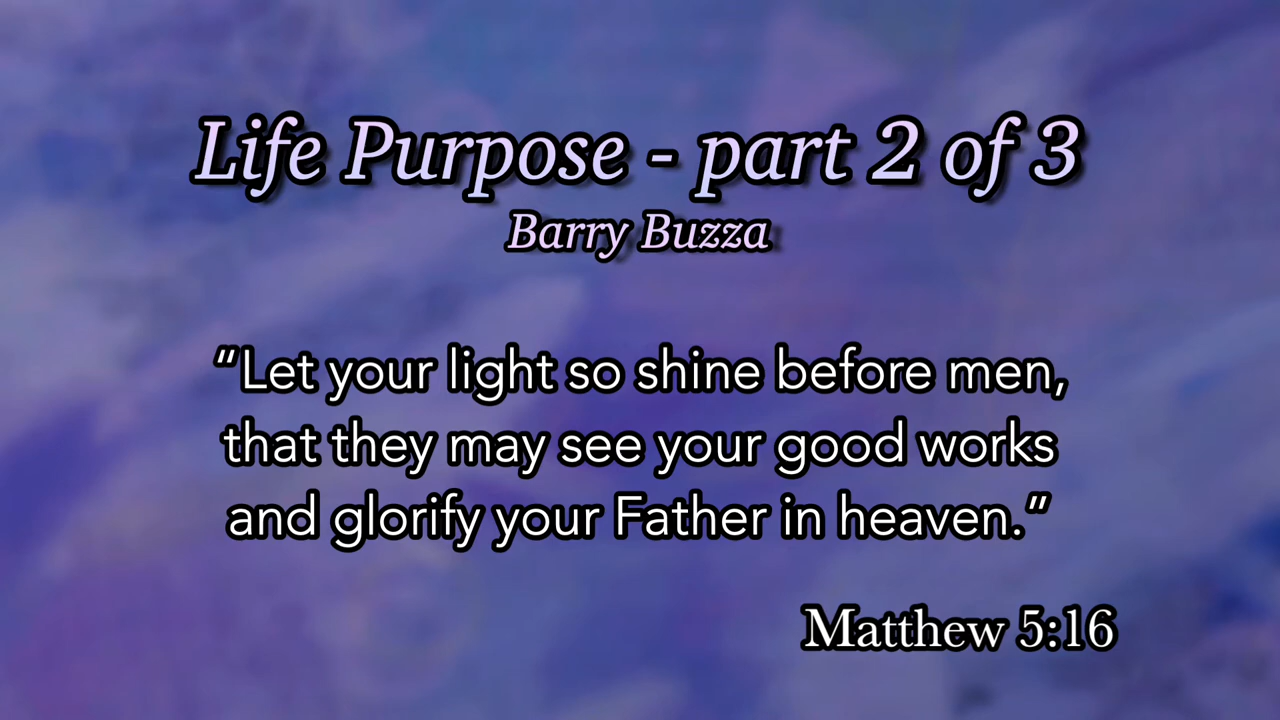 Life Purpose - part 2 of 3
Barry Buzza
“Let your light so shine before men,
that they may see your good works
and glorify your Father in heaven.”
Matthew 5:16